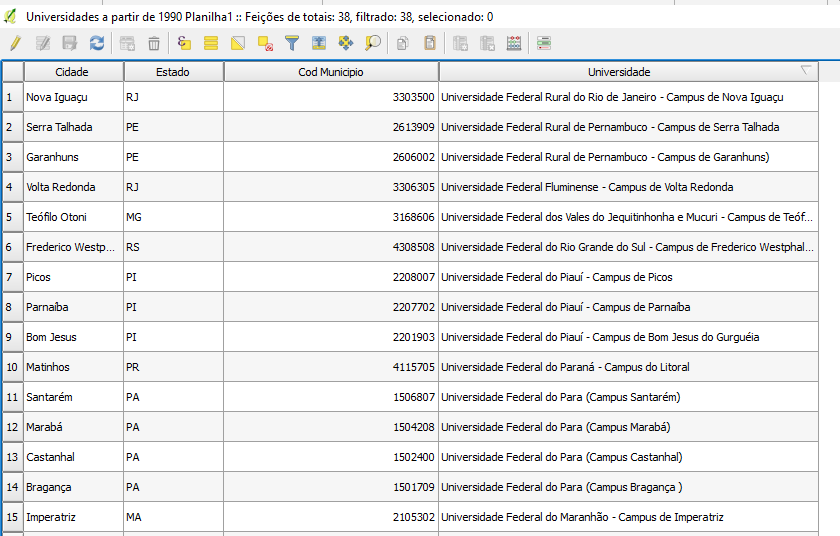 Universidades a partir de 1990 Planilha1 :: Feições de totais: 38, filtrado: 38, selecionado: 0
Cidade Estado Cod Municipio Universidade
1 Nova Iguaçu RJ 3303500 Universidade Federal Rural do Rio de Janeiro - Campus de Nova Iguaçu
2 Serra Talhada PE 2613909 Universidade Federal Rural de Pernambuco - Campus de Serra Talhada
3 Garanhuns PE 2606002 Universidade Federal Rural de Pernambuco - Campus de Garanhuns)
4 Volta Redonda RJ 3306305 Universidade Federal Fluminense - Campus de Volta Redonda
5 Teófilo Otoni MG 3168606 Universidade Federal dos Vales do Jequitinhonha e Mucuri - Campus de Teóf...
6 Frederico Westp... RS 4308508 Universidade Federal do Rio Grande do Sul - Campus de Frederico Westphal...
7 Picos PI 2208007 Universidade Federal do Piauí - Campus de Picos
8 Parnaíba PI 2207702 Universidade Federal do Piauí - Campus de Parnaíba
9 Bom Jesus PI 2201903 Universidade Federal do Piauí - Campus de Bom Jesus do Gurguéia
10 Matinhos PR 4115705 Universidade Federal do Paraná - Campus do Litoral
11 Santarém PA 1506807 Universidade Federal do Para (Campus Santarém)
12 Marabá PA 1504208 Universidade Federal do Para (Campus Marabá)
13 Castanhal PA 1502400 Universidade Federal do Para (Campus Castanhal)
14 Bragança PA 1501709 Universidade Federal do Para (Campus Bragança )
15 Imperatriz MA 2105302 Universidade Federal do Maranhão - Campus de Imperatriz